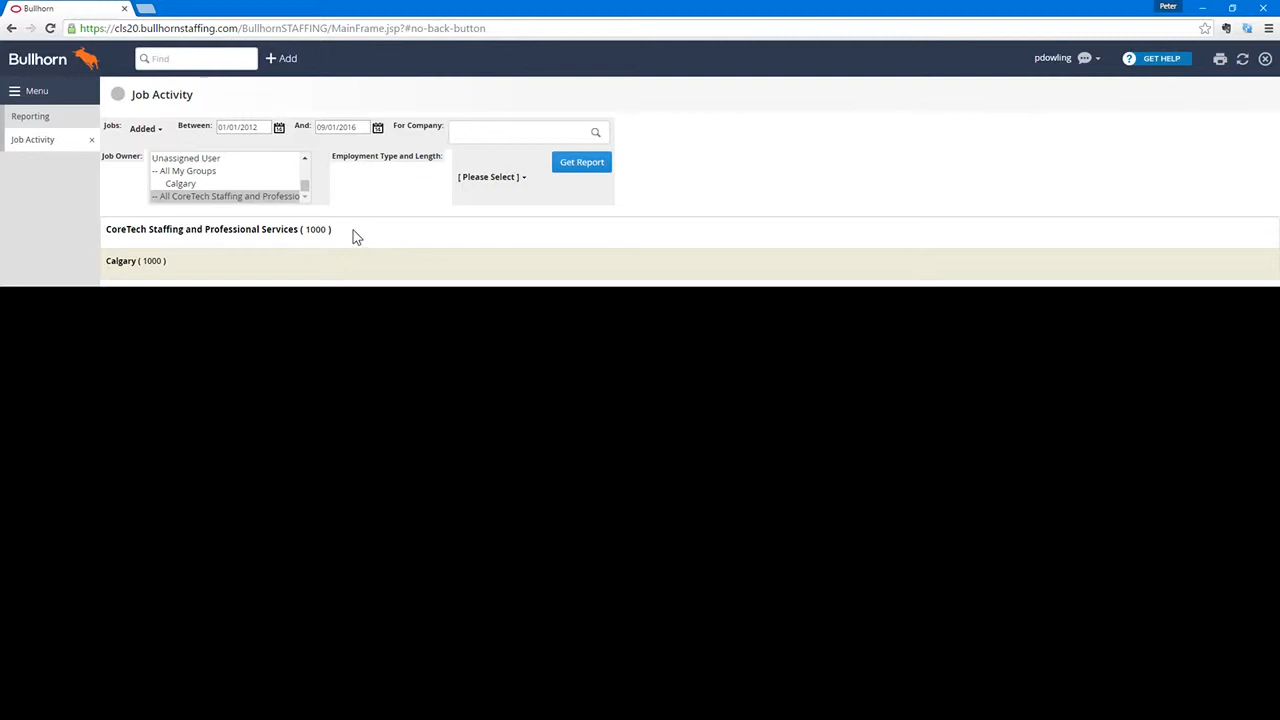 Bullhorn
Peter
https://cls20.bullhornstaffing.com/BullhornSTAFFING/MainFrame.jsp?#no-back-button
Bullhorn
Find
+ Add
pdowling
? GET HELP
Menu
Reporting
Job Activity
Job Activity
Jobs: Added Between: 01/01/2012 And: 09/01/2016 For Company:
Job Owner:
Unassigned User
-- All My Groups
Calgary
-- All CoreTech Staffing and Professio
Employment Type and Length:
[ Please Select ]
Get Report
CoreTech Staffing and Professional Services ( 1000 )
Calgary ( 1000 )